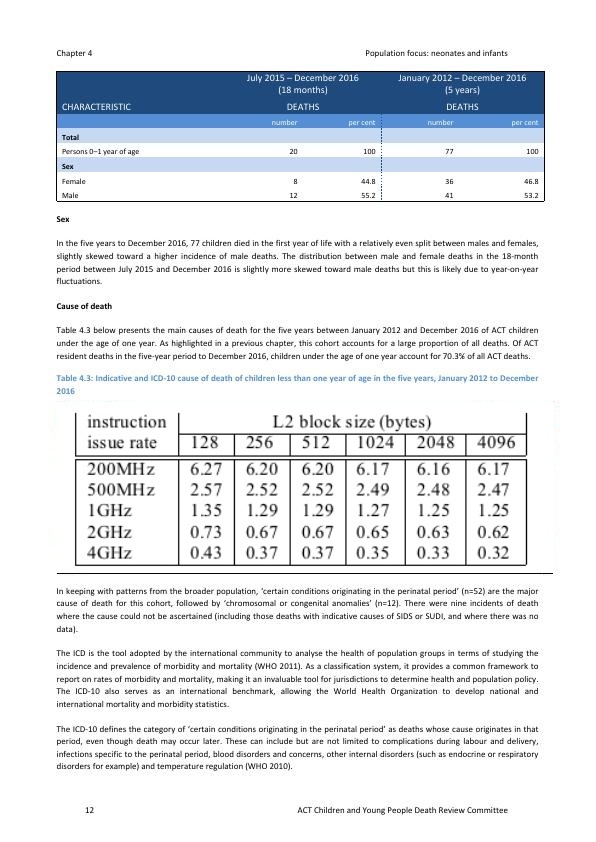 Chapter 4 Population focus: neonates and infants
July 2015 – December 2016 January 2012 – December 2016
(18 months) (5 years)
CHARACTERISTIC DEATHS DEATHS
number per cent number per cent
Total
Persons 0–1 year of age 20 100 77 100
Sex
Female 8 44.8 36 46.8
Male 12 55.2 41 53.2
Sex
In the five years to December 2016, 77 children died in the first year of life with a relatively even split between males and females,
slightly skewed toward a higher incidence of male deaths. The distribution between male and female deaths in the 18-month
period between July 2015 and December 2016 is slightly more skewed toward male deaths but this is likely due to year-on-year
fluctuations.
Cause of death
Table 4.3 below presents the main causes of death for the five years between January 2012 and December 2016 of ACT children
under the age of one year. As highlighted in a previous chapter, this cohort accounts for a large proportion of all deaths. Of ACT
resident deaths in the five-year period to December 2016, children under the age of one year account for 70.3% of all ACT deaths.
Table 4.3: Indicative and ICD-10 cause of death of children less than one year of age in the five years, January 2012 to December
2016
instruction L2 block size (bytes)
issue rate 128 256 512 1024 2048 4096
200MHz 6.27 6.20 6.20 6.17 6.16 6.17
500MHz 2.57 2.52 2.52 2.49 2.48 2.47
1GHz 1.35 1.29 1.29 1.27 1.25 1.25
2GHz 0.73 0.67 0.67 0.65 0.63 0.62
4GHz 0.43 0.37 0.37 0.35 0.33 0.32
In keeping with patterns from the broader population, ‘certain conditions originating in the perinatal period’ (n=52) are the major
cause of death for this cohort, followed by ‘chromosomal or congenital anomalies’ (n=12). There were nine incidents of death
where the cause could not be ascertained (including those deaths with indicative causes of SIDS or SUDI, and where there was no
data).
The ICD is the tool adopted by the international community to analyse the health of population groups in terms of studying the
incidence and prevalence of morbidity and mortality (WHO 2011). As a classification system, it provides a common framework to
report on rates of morbidity and mortality, making it an invaluable tool for jurisdictions to determine health and population policy.
The ICD-10 also serves as an international benchmark, allowing the World Health Organization to develop national and
international mortality and morbidity statistics.
The ICD-10 defines the category of ‘certain conditions originating in the perinatal period’ as deaths whose cause originates in that
period, even though death may occur later. These can include but are not limited to complications during labour and delivery,
infections specific to the perinatal period, blood disorders and concerns, other internal disorders (such as endocrine or respiratory
disorders for example) and temperature regulation (WHO 2010).
12 ACT Children and Young People Death Review Committee